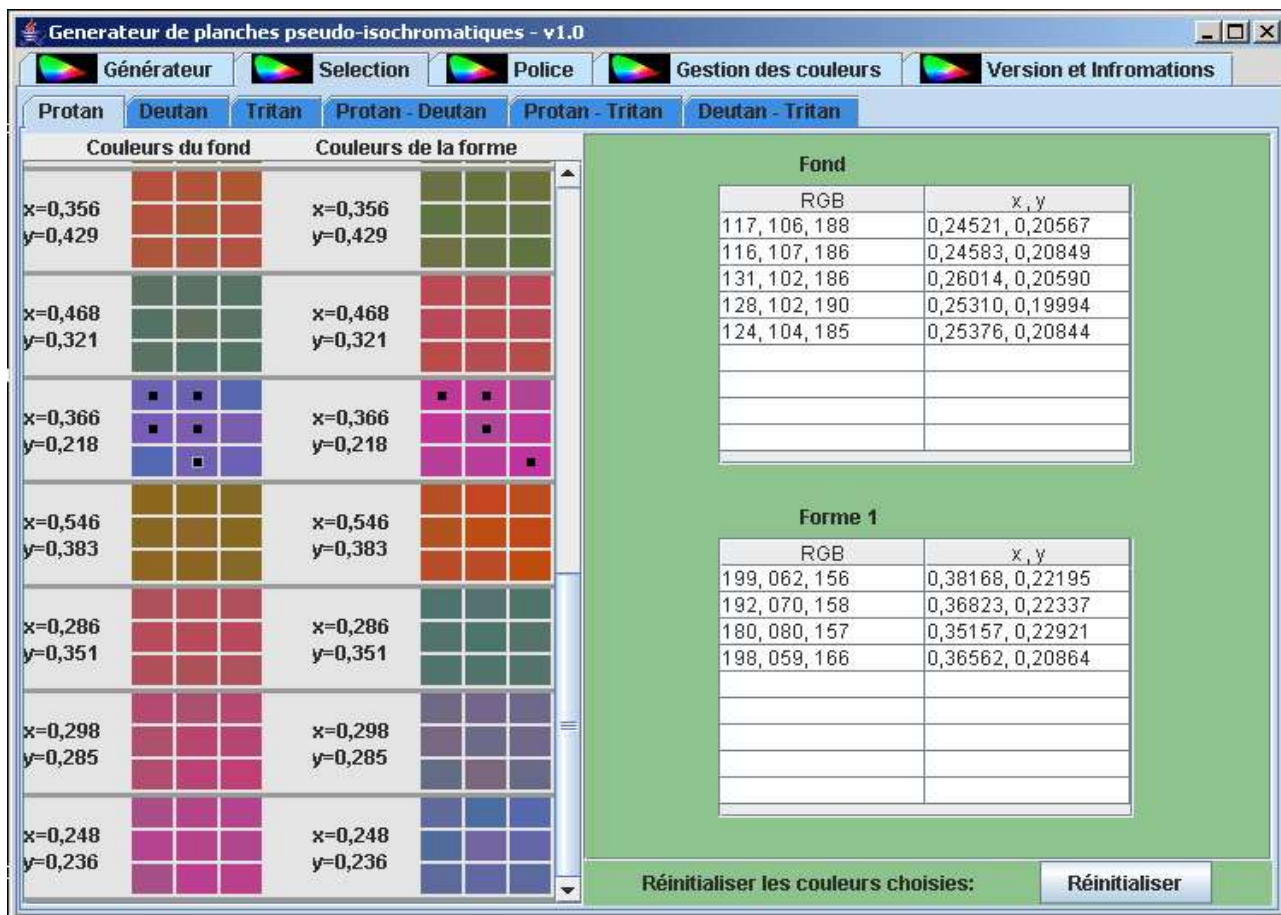 Generateur de planches pseudo-isochromatiques - v1.0
Générateur Selection Police Gestion des couleurs Version et Infromations
Protan Deutan Tritan Protan - Deutan Protan - Tritan Deutan - Tritan
Couleurs du fond Couleurs de la forme
x=0,356 x=0,356
y=0,429 y=0,429
x=0,468 x=0,468
y=0,321 y=0,321
x=0,366 x=0,366
y=0,218 y=0,218
x=0,546 x=0,546
y=0,383 y=0,383
x=0,286 x=0,286
y=0,351 y=0,351
x=0,298 x=0,298
y=0,285 y=0,285
x=0,248 x=0,248
y=0,236 y=0,236
Fond
RGB x , y
117, 106, 188 0,24521, 0,20567
116, 107, 186 0,24583, 0,20849
131, 102, 186 0,26014, 0,20590
128, 102, 190 0,25310, 0,19994
124, 104, 185 0,25376, 0,20844
Forme 1
RGB x , y
199, 062, 156 0,38168, 0,22195
192, 070, 158 0,36823, 0,22337
180, 080, 157 0,35157, 0,22921
198, 059, 166 0,36562, 0,20864
Réinitialiser les couleurs choisies: Réinitialiser